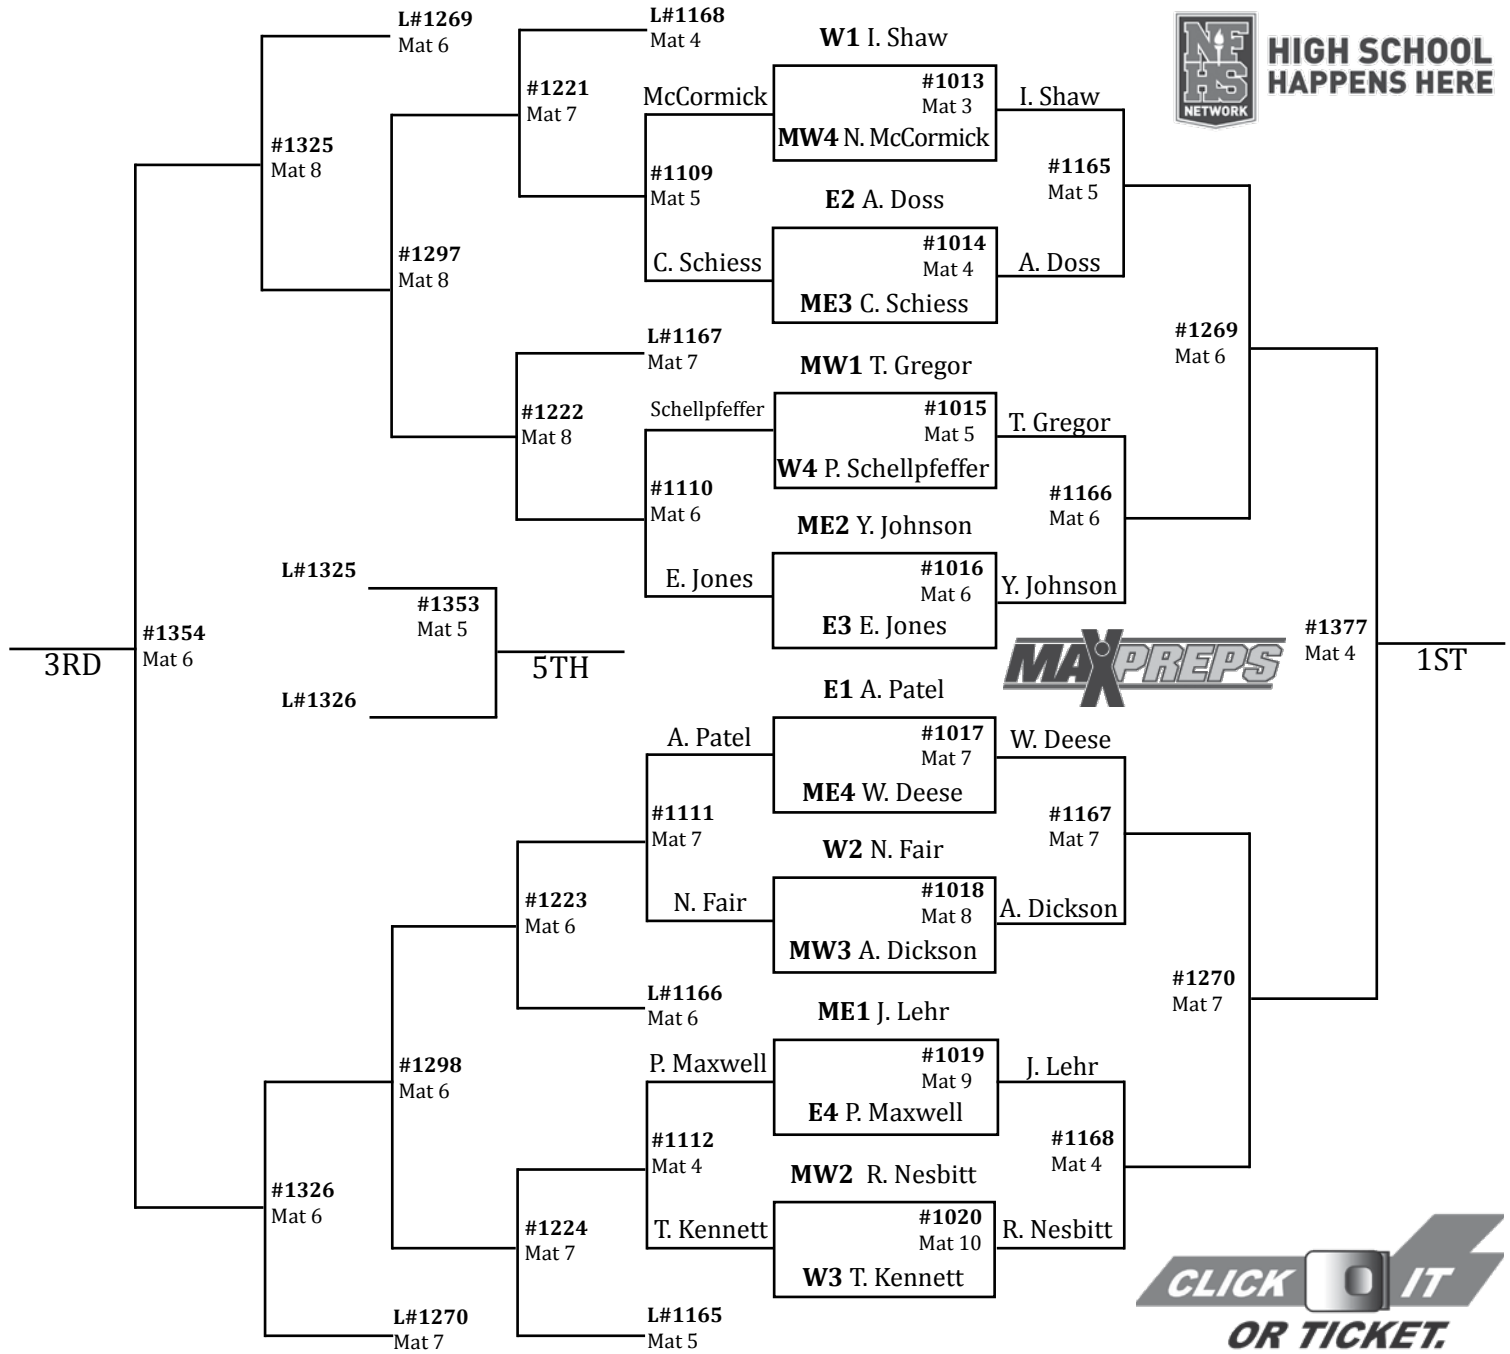 L#1269
Mat 6
L#1168
Mat 4
W1 I. Shaw
NF
HS
NETWORK
HIGH SCHOOL
HAPPENS HERE
#1221
Mat 7
McCormick
#1013
Mat 3
I. Shaw
MW4 N. McCormick
#1325
Mat 8
#1109
Mat 5
#1165
Mat 5
E2 A. Doss
#1297
Mat 8
C. Schiess
#1014
Mat 4
A. Doss
ME3 C. Schiess
L#1167
Mat 7
#1269
Mat 6
MW1 T. Gregor
#1222
Mat 8
Schellpfeffer
#1015
Mat 5
T. Gregor
W4 P. Schellpfeffer
#1110
Mat 6
#1166
Mat 6
ME2 Y. Johnson
L#1325
E. Jones
#1016
Mat 6
Y. Johnson
#1353
Mat 5
E3 E. Jones
#1354
Mat 6
3RD
5TH
MAXPREPS
#1377
Mat 4
1ST
L#1326
E1 A. Patel
A. Patel
#1017
Mat 7
W. Deese
ME4 W. Deese
#1111
Mat 7
#1167
Mat 7
W2 N. Fair
#1223
Mat 6
N. Fair
#1018
Mat 8
A. Dickson
MW3 A. Dickson
L#1166
Mat 6
#1270
Mat 7
ME1 J. Lehr
#1298
Mat 6
P. Maxwell
#1019
Mat 9
J. Lehr
E4 P. Maxwell
#1112
Mat 4
#1168
Mat 4
MW2 R. Nesbitt
#1326
Mat 6
#1224
Mat 7
T. Kennett
#1020
Mat 10
R. Nesbitt
W3 T. Kennett
L#1270
Mat 7
L#1165
Mat 5
CLICK IT
OR TICKET.